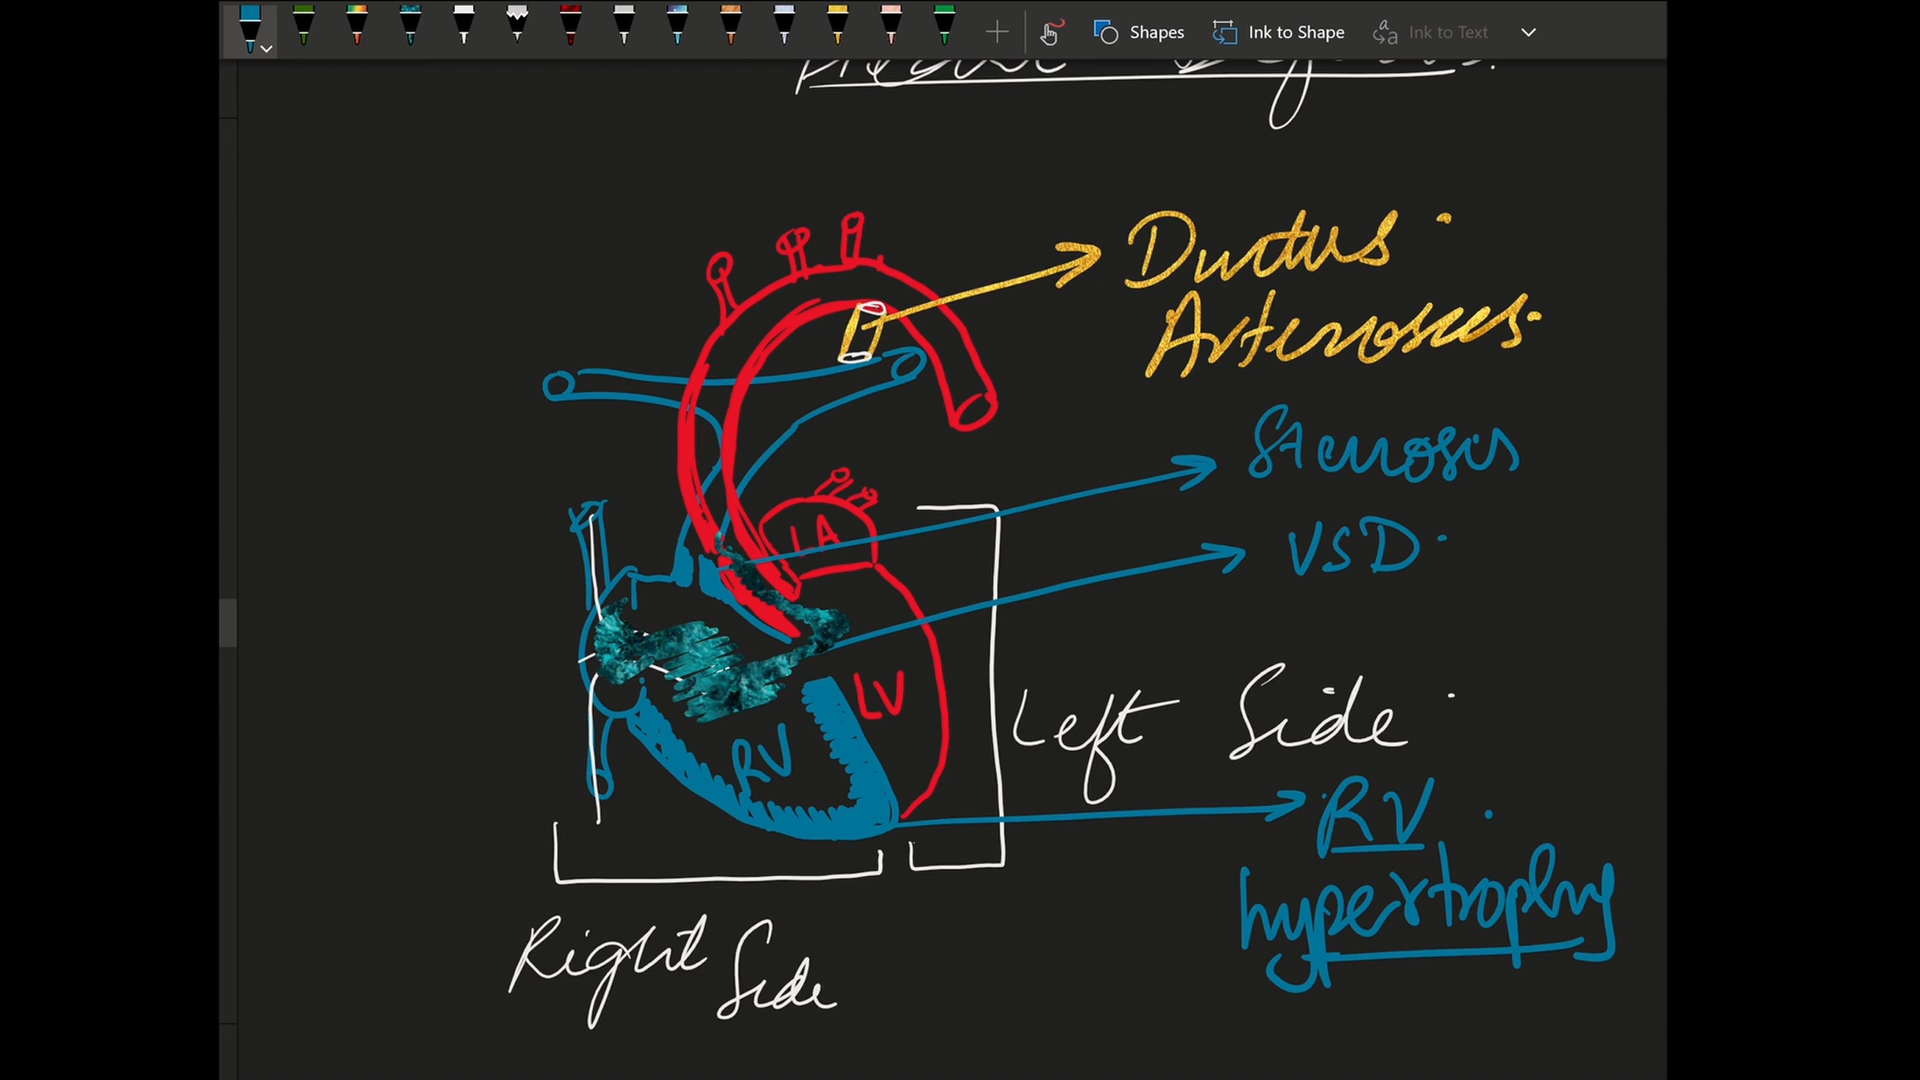 Shapes
Ink to Shape
Ink to Text
Ductus
Arteriosus.
Stenosis
VSD.
LA
LV
RV
Left Side.
RV.
hypertrophy
Right Side